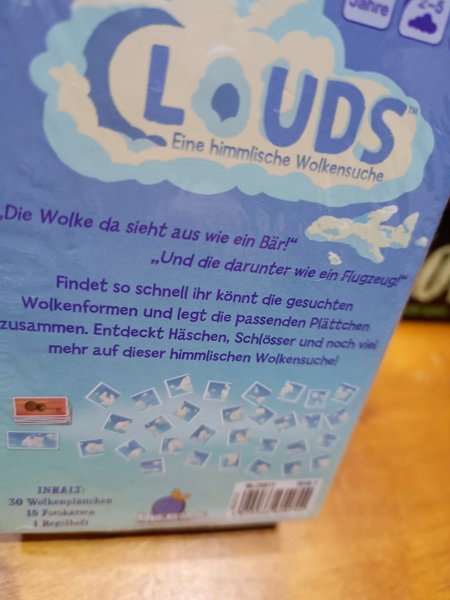 Jahre
2-5
CLOUDS™
Eine himmlische Wolkensuche
„Die Wolke da sieht aus wie ein Bär!“
„Und die darunter wie ein Flugzeug!“
Findet so schnell ihr könnt die gesuchten
Wolkenformen und legt die passenden Plättchen
zusammen. Entdeckt Häschen, Schlösser und noch viel
mehr auf dieser himmlischen Wolkensuche!
INHALT:
30 Wolkenplättchen
15 Fotokarten
1 Regelheft